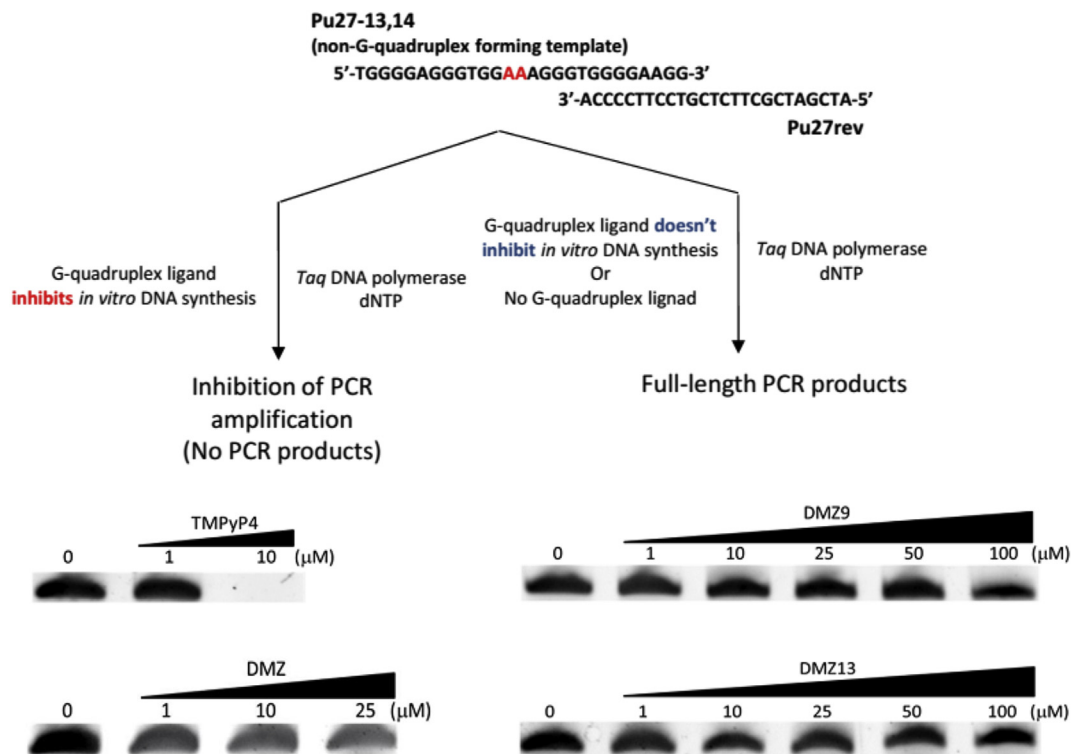 Pu27-13,14
(non-G-quadruplex forming template)
5’-TGGGGAGGGTGGAAAGGGTGGGGAAGG-3’
3’-ACCCCTTCCTGCTCTTCGCTAGCTA-5’
Pu27rev
G-quadruplex ligand
inhibits in vitro DNA synthesis
Taq DNA polymerase
dNTP
G-quadruplex ligand doesn’t
inhibit in vitro DNA synthesis
Or
No G-quadruplex lignad
Taq DNA polymerase
dNTP
Inhibition of PCR
amplification
(No PCR products)
Full-length PCR products
TMPyP4
0 1 10 (μM)
DMZ9
0 1 10 25 50 100 (μM)
DMZ
0 1 10 25 (μM)
DMZ13
0 1 10 25 50 100 (μM)